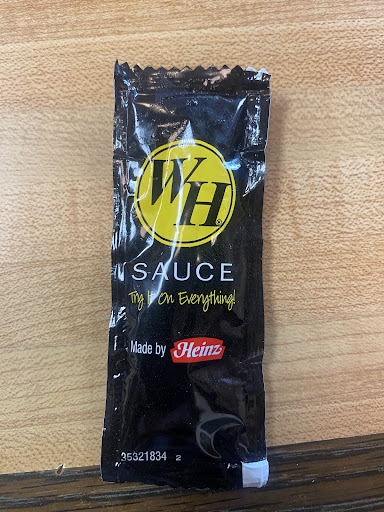 WH®
SAUCE
Try It On Everything!
Made by Heinz
35321834 2